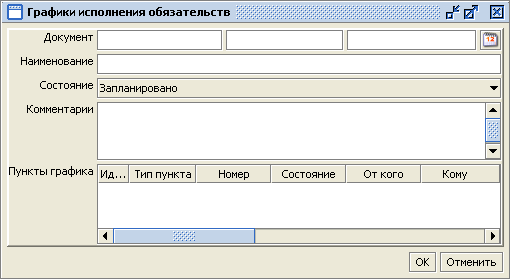 Графики исполнения обязательств
Документ
12
Наименование
Состояние Запланировано
Комментарии
Пункты графика
Ид... Тип пункта Номер Состояние От кого Кому
OK Отменить